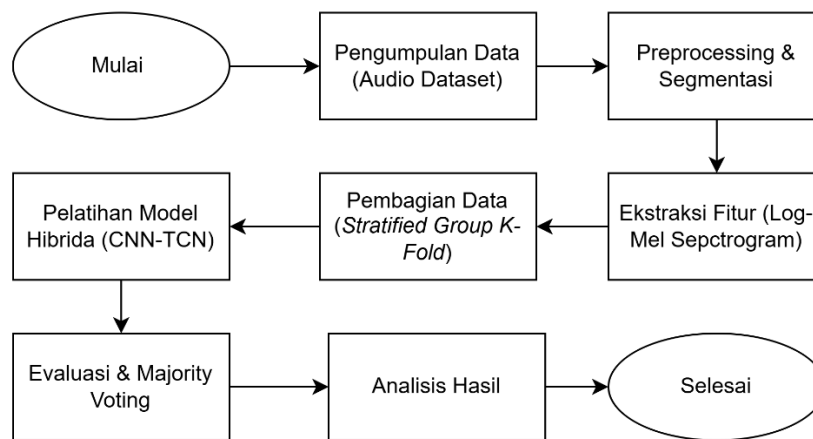 Mulai
Pengumpulan Data
(Audio Dataset)
Preprocessing &
Segmentasi
Ekstraksi Fitur (Log-
Mel Sepctrogram)
Pembagian Data
(Stratified Group K-
Fold)
Pelatihan Model
Hibrida (CNN-TCN)
Evaluasi & Majority
Voting
Analisis Hasil
Selesai